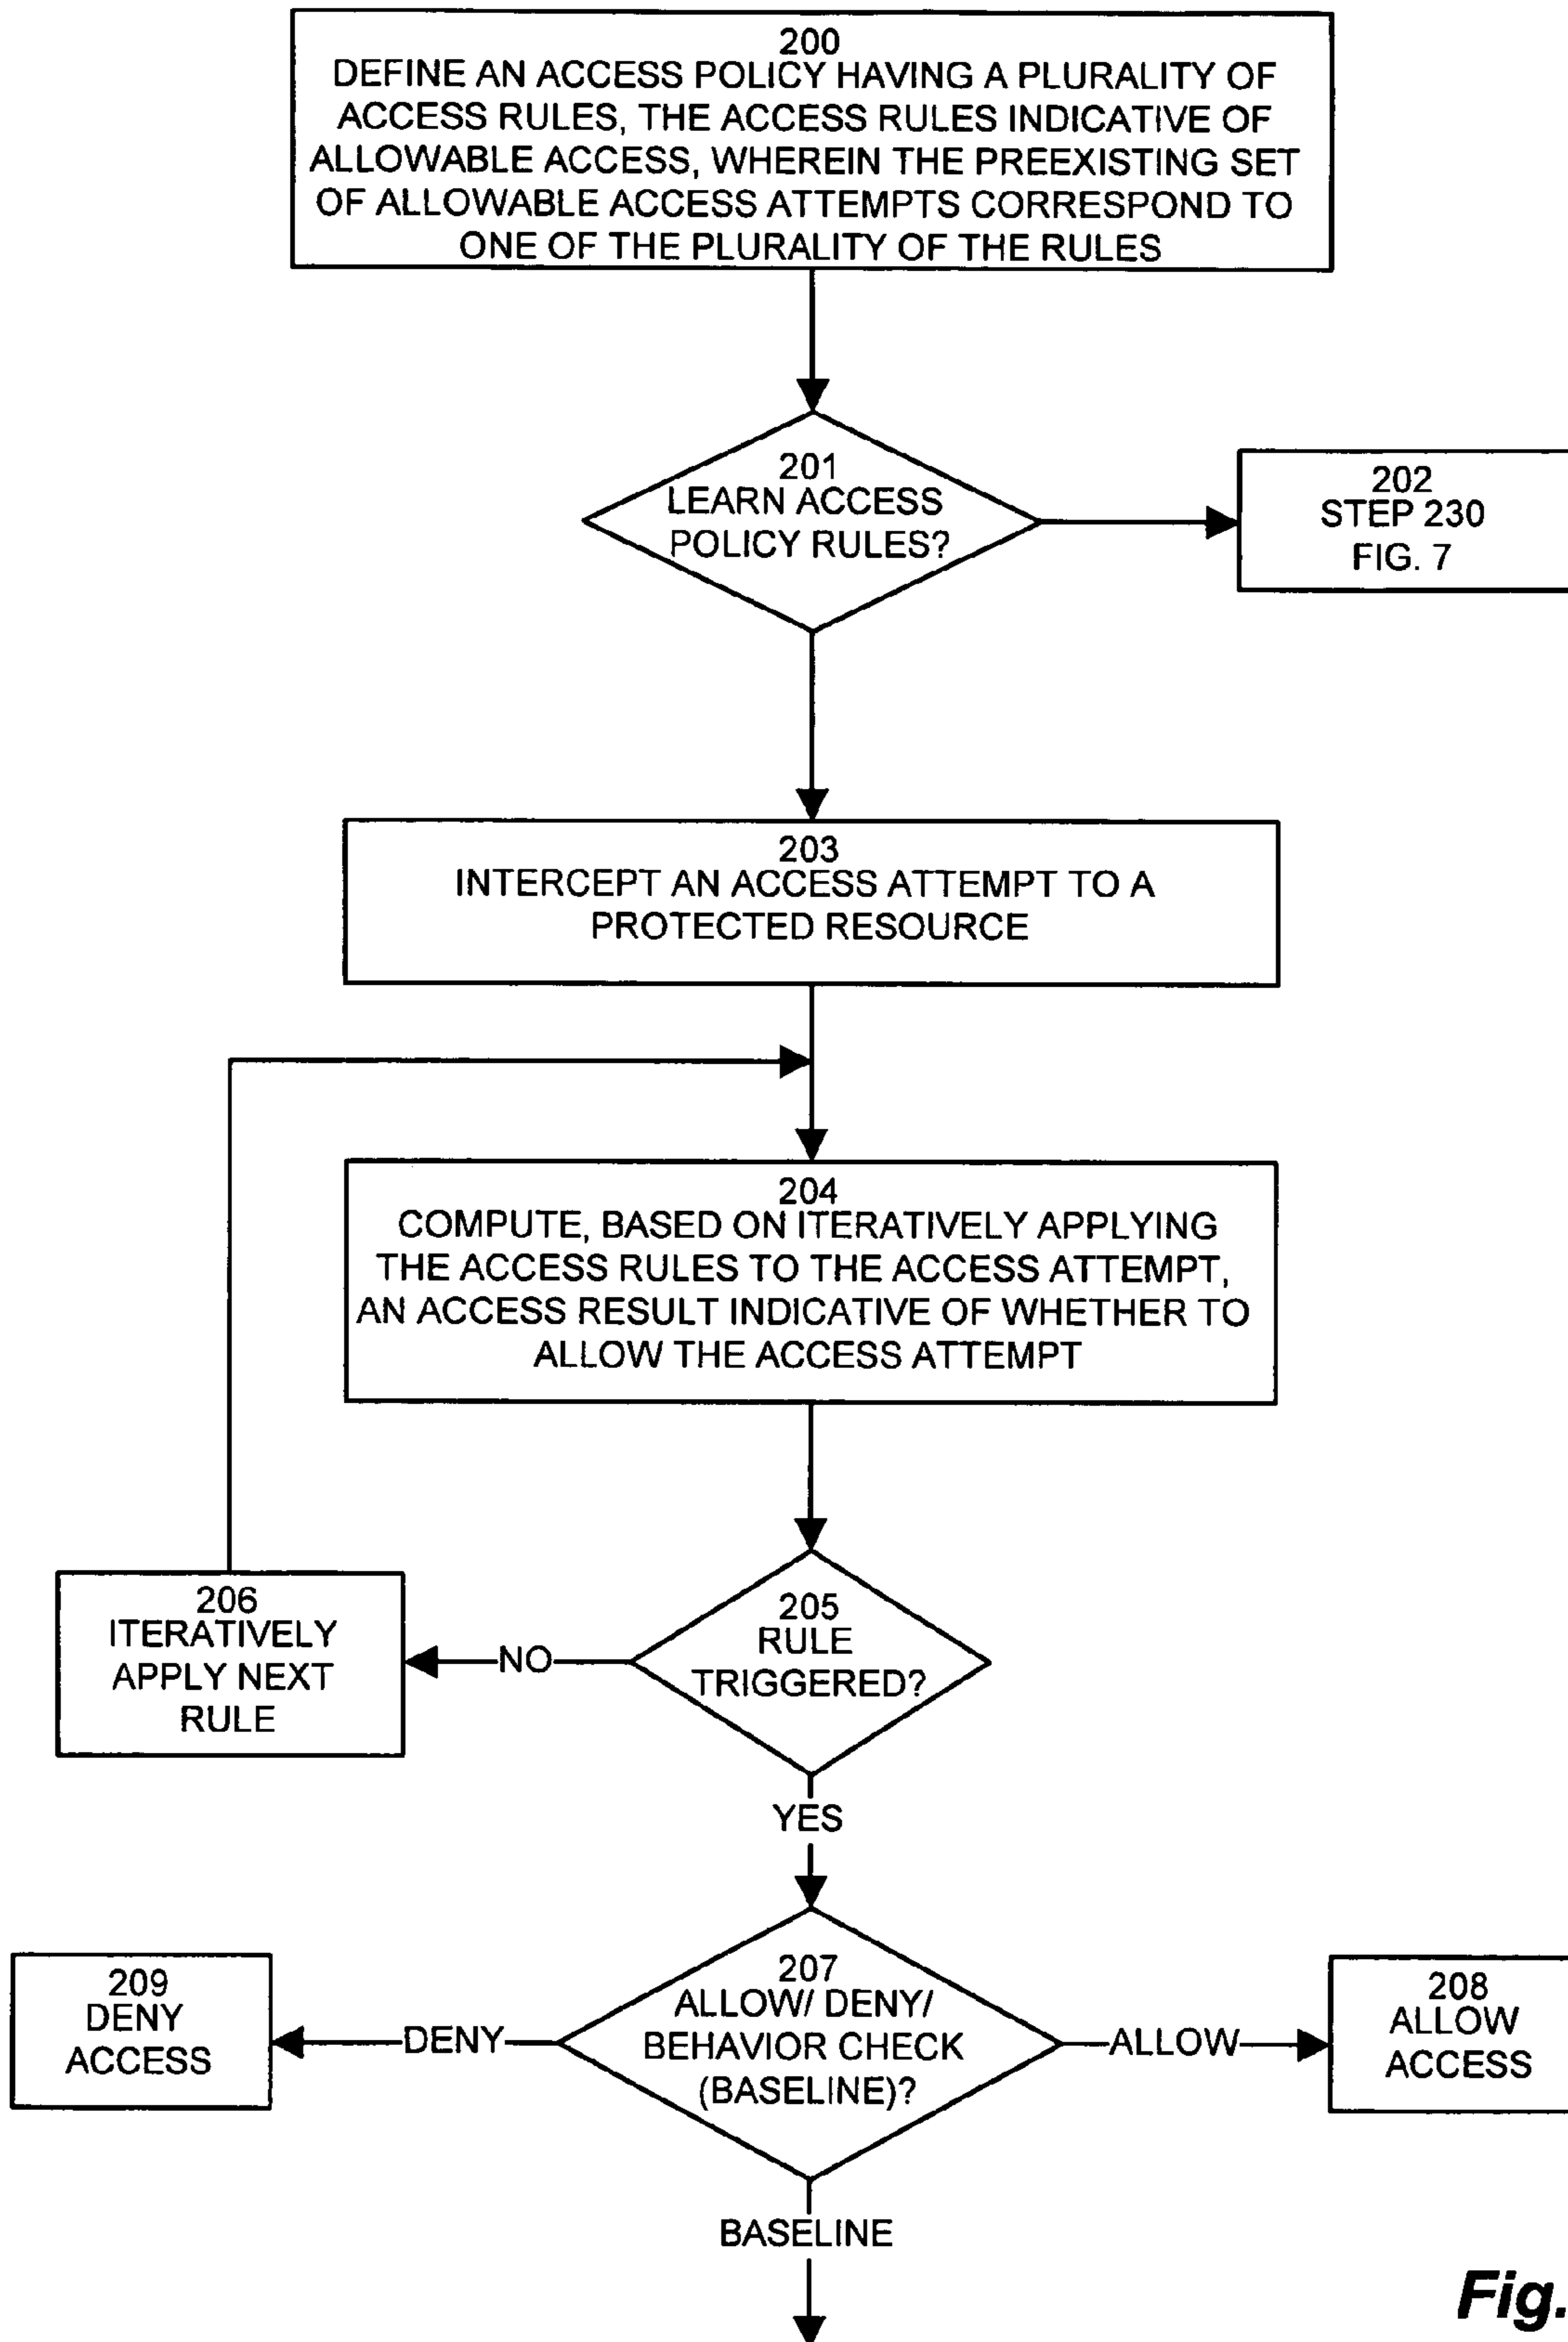 200
DEFINE AN ACCESS POLICY HAVING A PLURALITY OF
ACCESS RULES, THE ACCESS RULES INDICATIVE OF
ALLOWABLE ACCESS, WHEREIN THE PREEXISTING SET
OF ALLOWABLE ACCESS ATTEMPTS CORRESPOND TO
ONE OF THE PLURALITY OF THE RULES
201
LEARN ACCESS
POLICY RULES?
202
STEP 230
FIG. 7
203
INTERCEPT AN ACCESS ATTEMPT TO A
PROTECTED RESOURCE
204
COMPUTE, BASED ON ITERATIVELY APPLYING
THE ACCESS RULES TO THE ACCESS ATTEMPT,
AN ACCESS RESULT INDICATIVE OF WHETHER TO
ALLOW THE ACCESS ATTEMPT
205
RULE
TRIGGERED?
NO
206
ITERATIVELY
APPLY NEXT
RULE
YES
207
ALLOW/ DENY/
BEHAVIOR CHECK
(BASELINE)?
DENY
209
DENY
ACCESS
ALLOW
208
ALLOW
ACCESS
BASELINE
Fig.